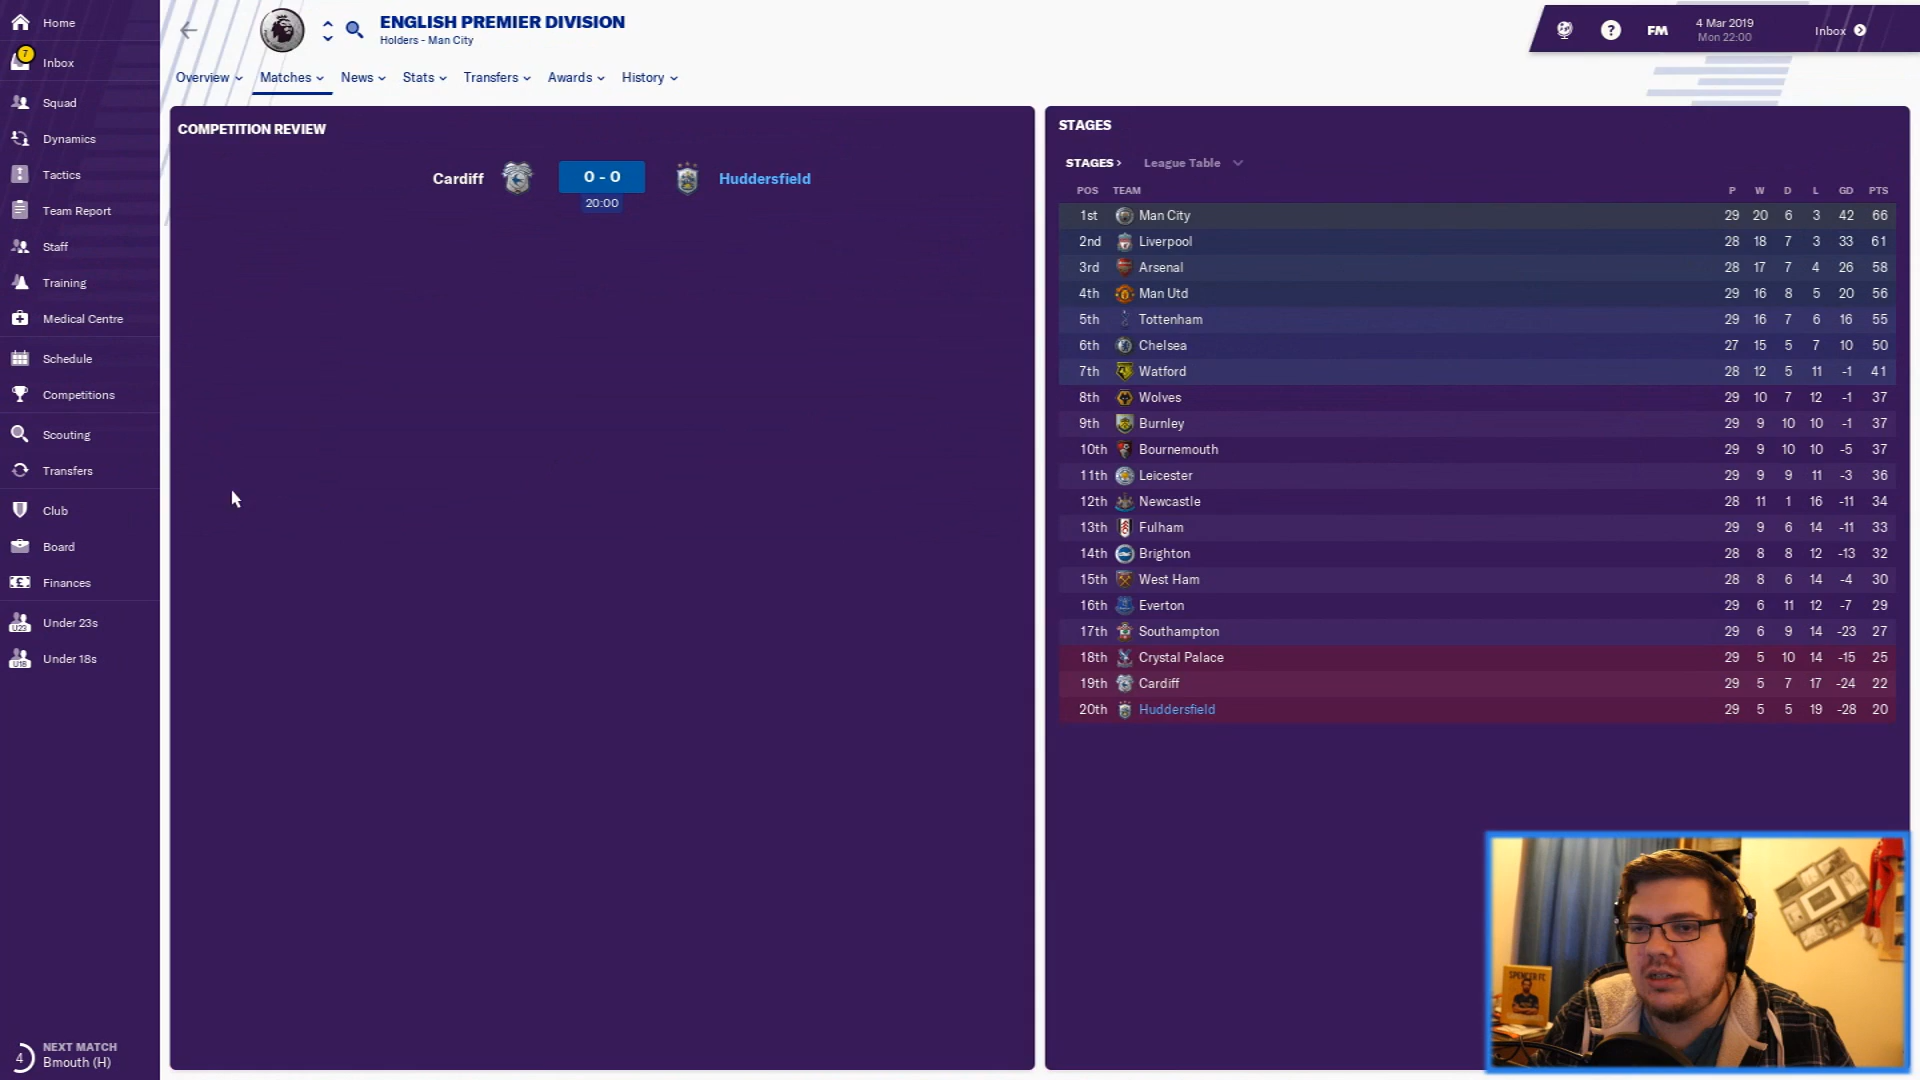 Home
7
Inbox
Squad
Dynamics
Tactics
Team Report
Staff
Training
Medical Centre
Schedule
Competitions
Scouting
Transfers
Club
Board
Finances
U23
Under 23s
U18
Under 18s
4
NEXT MATCH
Bmouth (H)
ENGLISH PREMIER DIVISION
Holders - Man City
FM
4 Mar 2019
Mon 22:00
Inbox
Overview Matches News Stats Transfers Awards History
COMPETITION REVIEW
Cardiff 0 - 0 Huddersfield
20:00
STAGES
STAGES> League Table
POS TEAM P W D L GD PTS
1st Man City 29 20 6 3 42 66
2nd Liverpool 28 18 7 3 33 61
3rd Arsenal 28 17 7 4 26 58
4th Man Utd 29 16 8 5 20 56
5th Tottenham 29 16 7 6 16 55
6th Chelsea 27 15 5 7 10 50
7th Watford 28 12 5 11 -1 41
8th Wolves 29 10 7 12 -1 37
9th Burnley 29 9 10 10 -1 37
10th Bournemouth 29 9 10 10 -5 37
11th Leicester 29 9 9 11 -3 36
12th Newcastle 28 11 1 16 -11 34
13th Fulham 29 9 6 14 -11 33
14th Brighton 28 8 8 12 -13 32
15th West Ham 28 8 6 14 -4 30
16th Everton 29 6 11 12 -7 29
17th Southampton 29 6 9 14 -23 27
18th Crystal Palace 29 5 10 14 -15 25
19th Cardiff 29 5 7 17 -24 22
20th Huddersfield 29 5 5 19 -28 20
SPENCER FC